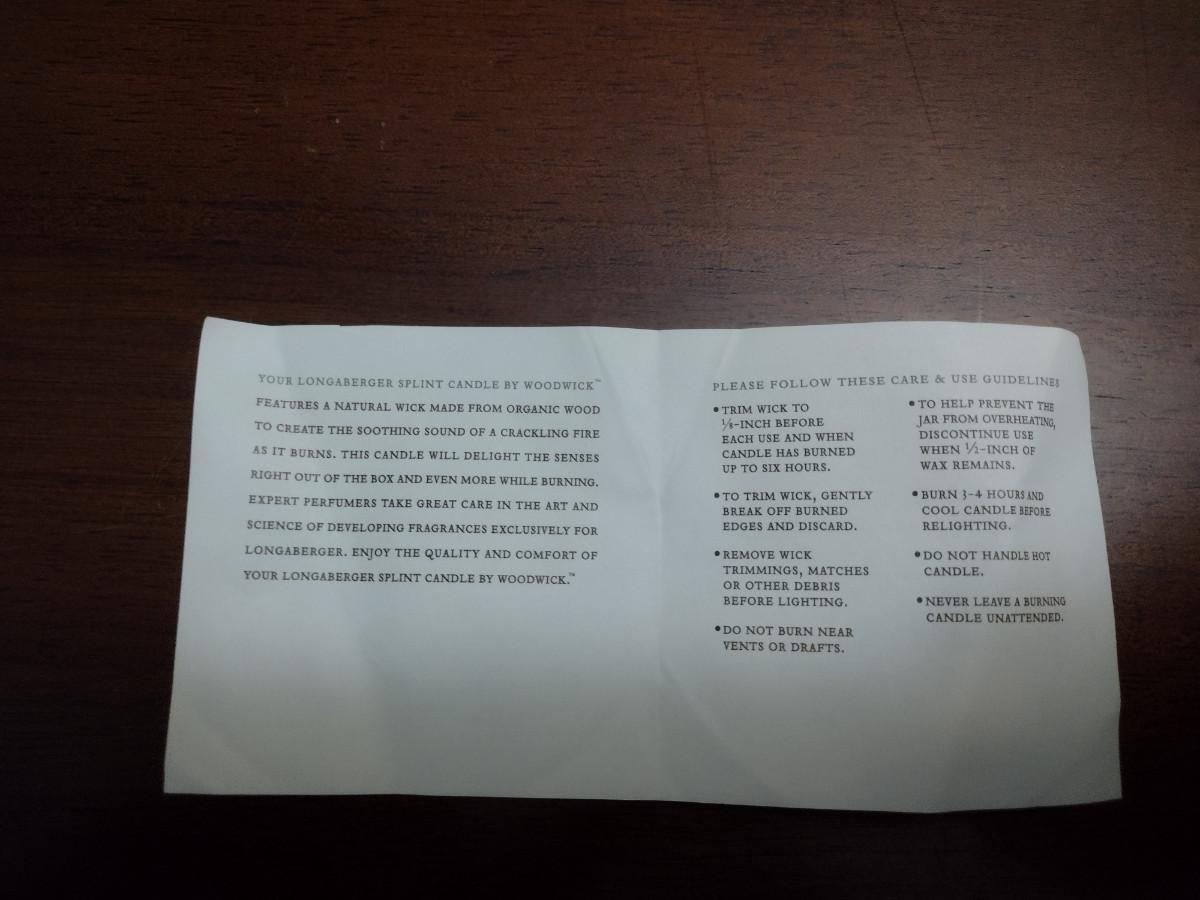 YOUR LONGABERGER SPLINT CANDLE BY WOODWICK™
FEATURES A NATURAL WICK MADE FROM ORGANIC WOOD
TO CREATE THE SOOTHING SOUND OF A CRACKLING FIRE
AS IT BURNS. THIS CANDLE WILL DELIGHT THE SENSES
RIGHT OUT OF THE BOX AND EVEN MORE WHILE BURNING.
EXPERT PERFUMERS TAKE GREAT CARE IN THE ART AND
SCIENCE OF DEVELOPING FRAGRANCES EXCLUSIVELY FOR
LONGABERGER. ENJOY THE QUALITY AND COMFORT OF
YOUR LONGABERGER SPLINT CANDLE BY WOODWICK.™
PLEASE FOLLOW THESE CARE & USE GUIDELINES
• TRIM WICK TO
⅛-INCH BEFORE
EACH USE AND WHEN
CANDLE HAS BURNED
UP TO SIX HOURS.
• TO TRIM WICK, GENTLY
BREAK OFF BURNED
EDGES AND DISCARD.
• REMOVE WICK
TRIMMINGS, MATCHES
OR OTHER DEBRIS
BEFORE LIGHTING.
• DO NOT BURN NEAR
VENTS OR DRAFTS.
• TO HELP PREVENT THE
JAR FROM OVERHEATING,
DISCONTINUE USE
WHEN ½-INCH OF
WAX REMAINS.
• BURN 3-4 HOURS AND
COOL CANDLE BEFORE
RELIGHTING.
• DO NOT HANDLE HOT
CANDLE.
• NEVER LEAVE A BURNING
CANDLE UNATTENDED.